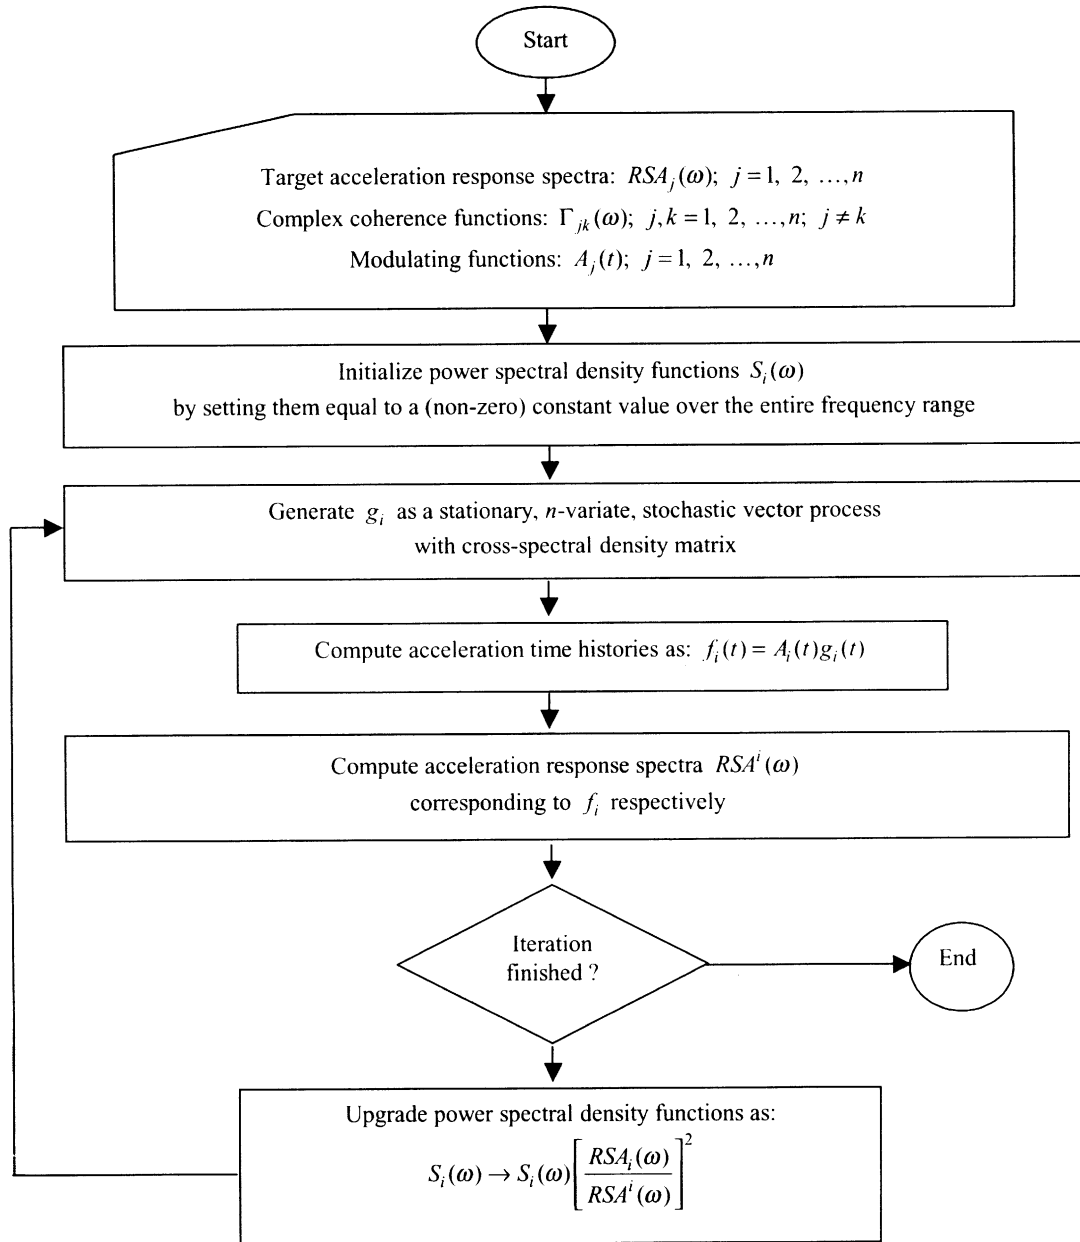 Start
Target acceleration response spectra: RSA_j(ω); j = 1, 2, ...,n
Complex coherence functions: Γ_jk(ω); j,k = 1, 2, ...,n; j ≠ k
Modulating functions: A_j(t); j = 1, 2, ...,n
Initialize power spectral density functions S_i(ω)
by setting them equal to a (non-zero) constant value over the entire frequency range
Generate g_i as a stationary, n-variate, stochastic vector process
with cross-spectral density matrix
Compute acceleration time histories as: f_i(t) = A_i(t)g_i(t)
Compute acceleration response spectra RSA^i(ω)
corresponding to f_i respectively
Iteration
finished ?
End
Upgrade power spectral density functions as:
S_i(ω) → S_i(ω)[RSA_i(ω)/RSA^i(ω)]^2